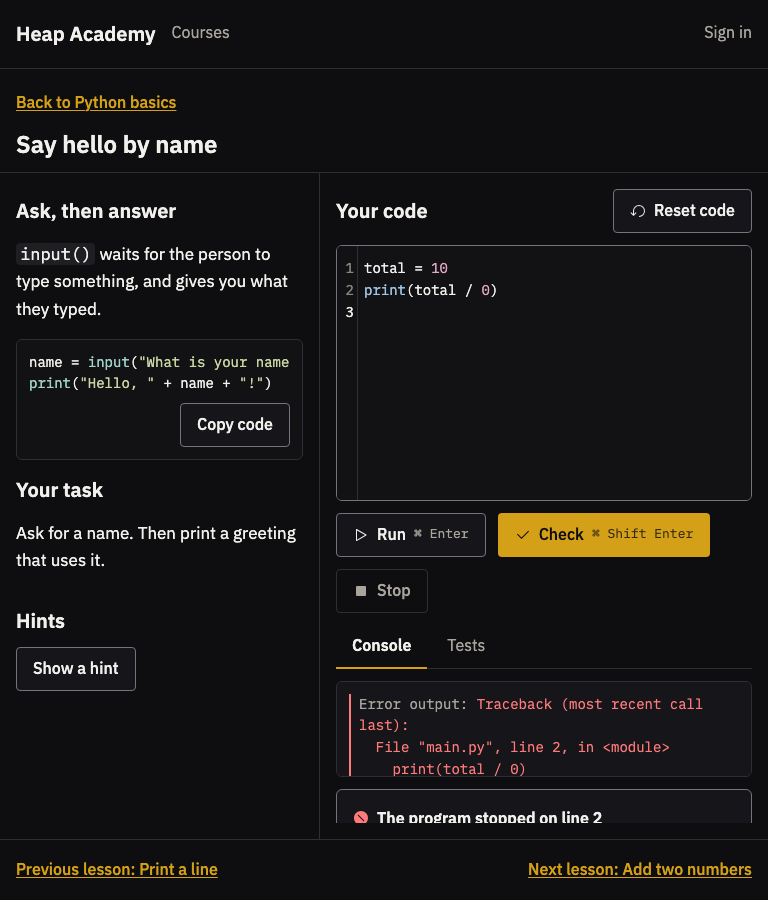 Heap Academy
Courses
Sign in
Back to Python basics
Say hello by name
Ask, then answer
input() waits for the person to
type something, and gives you what
they typed.
name = input("What is your name
print("Hello, " + name + "!")
Copy code
Your task
Ask for a name. Then print a greeting
that uses it.
Hints
Show a hint
Your code
Reset code
1 total = 10
2 print(total / 0)
3
Run ⌘ Enter
Check ⌘ Shift Enter
Stop
Console
Tests
Error output: Traceback (most recent call
last):
File "main.py", line 2, in <module>
print(total / 0)
The program stopped on line 2
Previous lesson: Print a line
Next lesson: Add two numbers